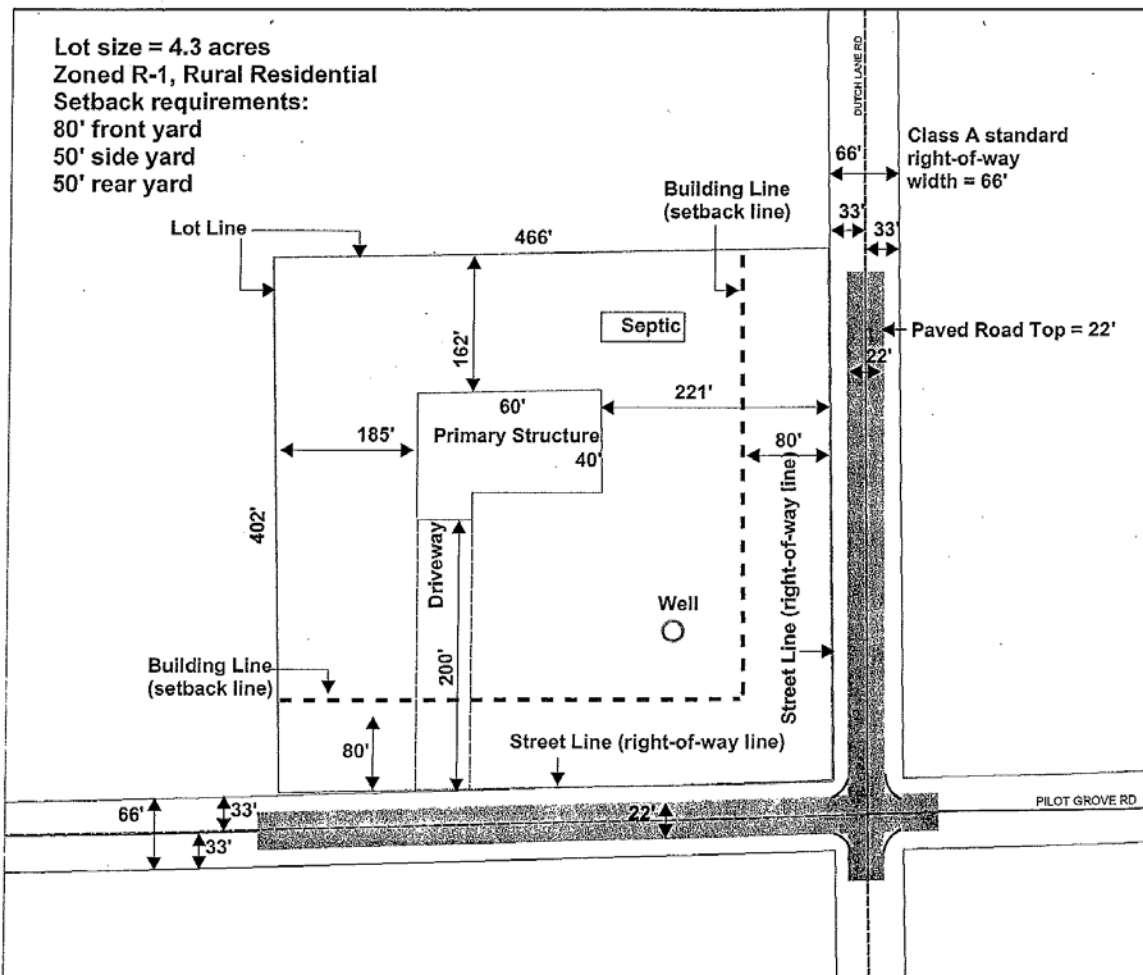 Lot size = 4.3 acres
Zoned R-1, Rural Residential
Setback requirements:
80' front yard
50' side yard
50' rear yard
DUTCH LANE RD
Class A standard
right-of-way
width = 66'
66'
Building Line
(setback line)
33'
33'
Lot Line
466'
Septic
Paved Road Top = 22'
162'
22'
60'
221'
185'
Primary Structure
80'
40'
402'
Driveway
Street Line (right-of-way line)
Well
200'
Building Line
(setback line)
80'
Street Line (right-of-way line)
66'
33'
22'
PILOT GROVE RD
33'